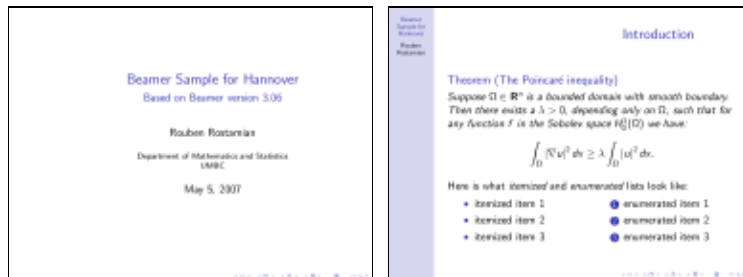 Beamer Sample for Hannover
Based on Beamer version 3.06
Rouben Rostamian
Department of Mathematics and Statistics
UMBC
May 5, 2007
Beamer
Sample for
Hannover
Rouben
Rostamian
Introduction
Theorem (The Poincaré inequality)
Suppose Ω ∈ Rⁿ is a bounded domain with smooth boundary.
Then there exists a λ > 0, depending only on Ω, such that for
any function f in the Sobolev space H¹₀(Ω) we have:
∫_Ω |∇u|² dx ≥ λ ∫_Ω |u|² dx.
Here is what itemized and enumerated lists look like:
• itemized item 1
• itemized item 2
• itemized item 3
1 enumerated item 1
2 enumerated item 2
3 enumerated item 3